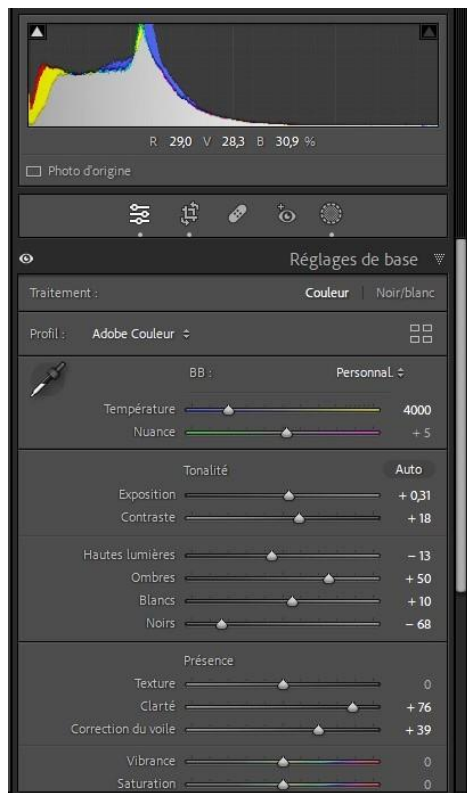 R 29,0 V 28,3 B 30,9 %
Photo d'origine
Réglages de base
Traitement : Couleur | Noir/blanc
Profil : Adobe Couleur
BB : Personnal.
Température 4000
Nuance + 5
Tonalité Auto
Exposition + 0,31
Contraste + 18
Hautes lumières − 13
Ombres + 50
Blancs + 10
Noirs − 68
Présence
Texture 0
Clarté + 76
Correction du voile + 39
Vibrance 0
Saturation 0